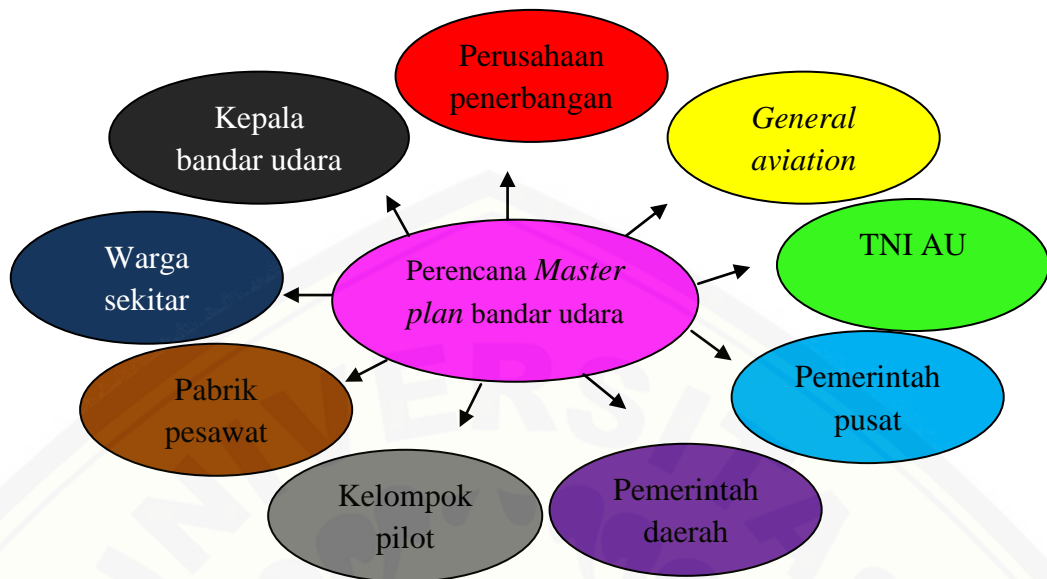 Perusahaan
penerbangan
Kepala
bandar udara
General
aviation
Warga
sekitar
Perencana Master
plan bandar udara
TNI AU
Pabrik
pesawat
Pemerintah
pusat
Kelompok
pilot
Pemerintah
daerah
UNIVERSITAS